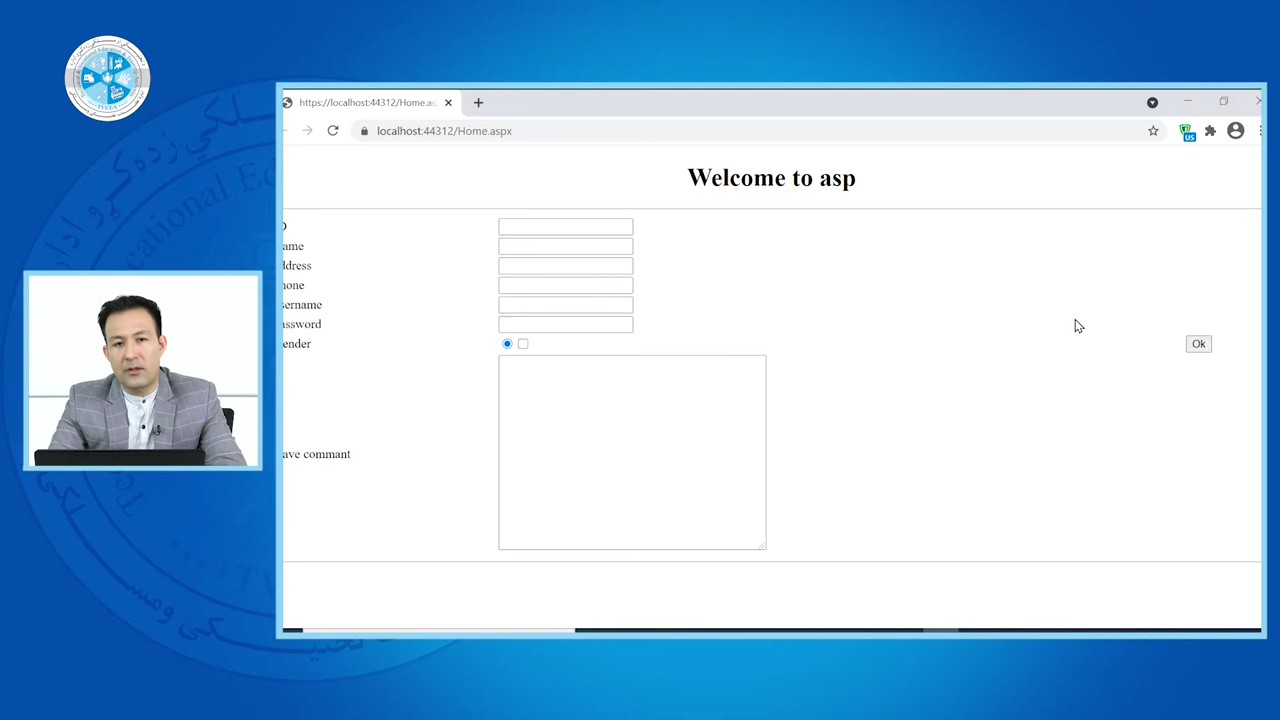 https://localhost:44312/Home.as
localhost:44312/Home.aspx
US
Welcome to asp
D
ame
ddress
hone
sername
assword
ender
Ok
ave commant